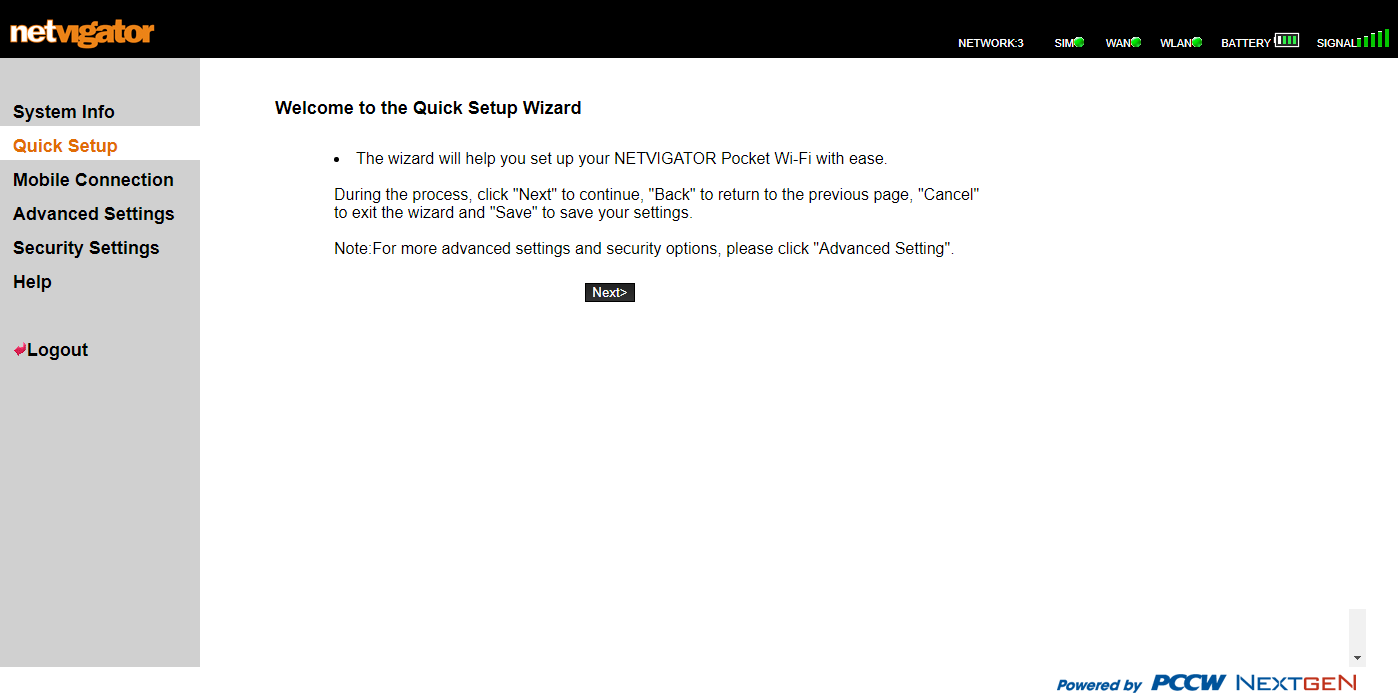 netvigator
NETWORK:3 SIM WAN WLAN BATTERY SIGNAL
System Info
Quick Setup
Mobile Connection
Advanced Settings
Security Settings
Help
Logout
Welcome to the Quick Setup Wizard
• The wizard will help you set up your NETVIGATOR Pocket Wi-Fi with ease.
During the process, click "Next" to continue, "Back" to return to the previous page, "Cancel"
to exit the wizard and "Save" to save your settings.
Note:For more advanced settings and security options, please click "Advanced Setting".
Next>
Powered by PCCW NEXTGEN